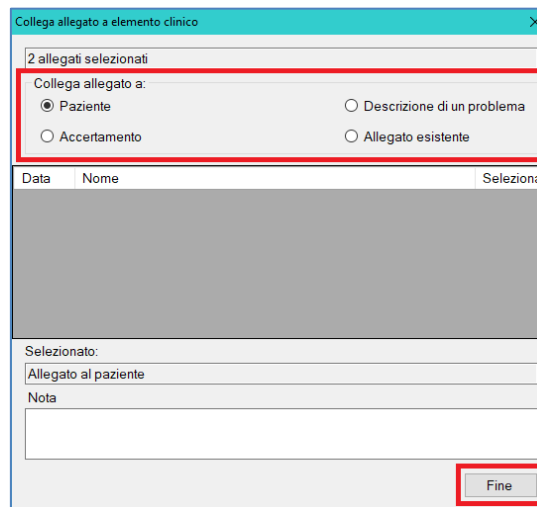 Collega allegato a elemento clinico
2 allegati selezionati
Collega allegato a:
Paziente Descrizione di un problema
Accertamento Allegato esistente
Data Nome Seleziona
Selezionato:
Allegato al paziente
Nota
Fine